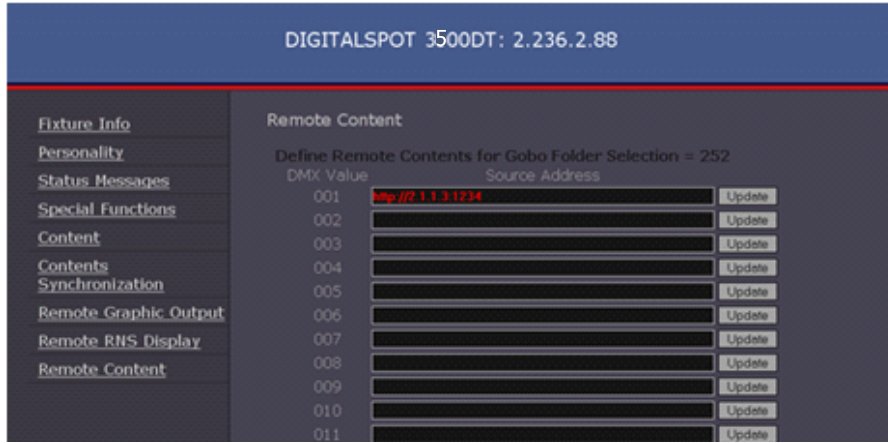 DIGITALSPOT 3500DT: 2.236.2.88
Fixture Info
Personality
Status Messages
Special Functions
Content
Contents
Synchronization
Remote Graphic Output
Remote RNS Display
Remote Content
Remote Content
Define Remote Contents for Gobo Folder Selection = 252
DMX Value Source Address
001 http://2.1.1.3:1234 Update
002 Update
003 Update
004 Update
005 Update
006 Update
007 Update
008 Update
009 Update
010 Update
011 Update